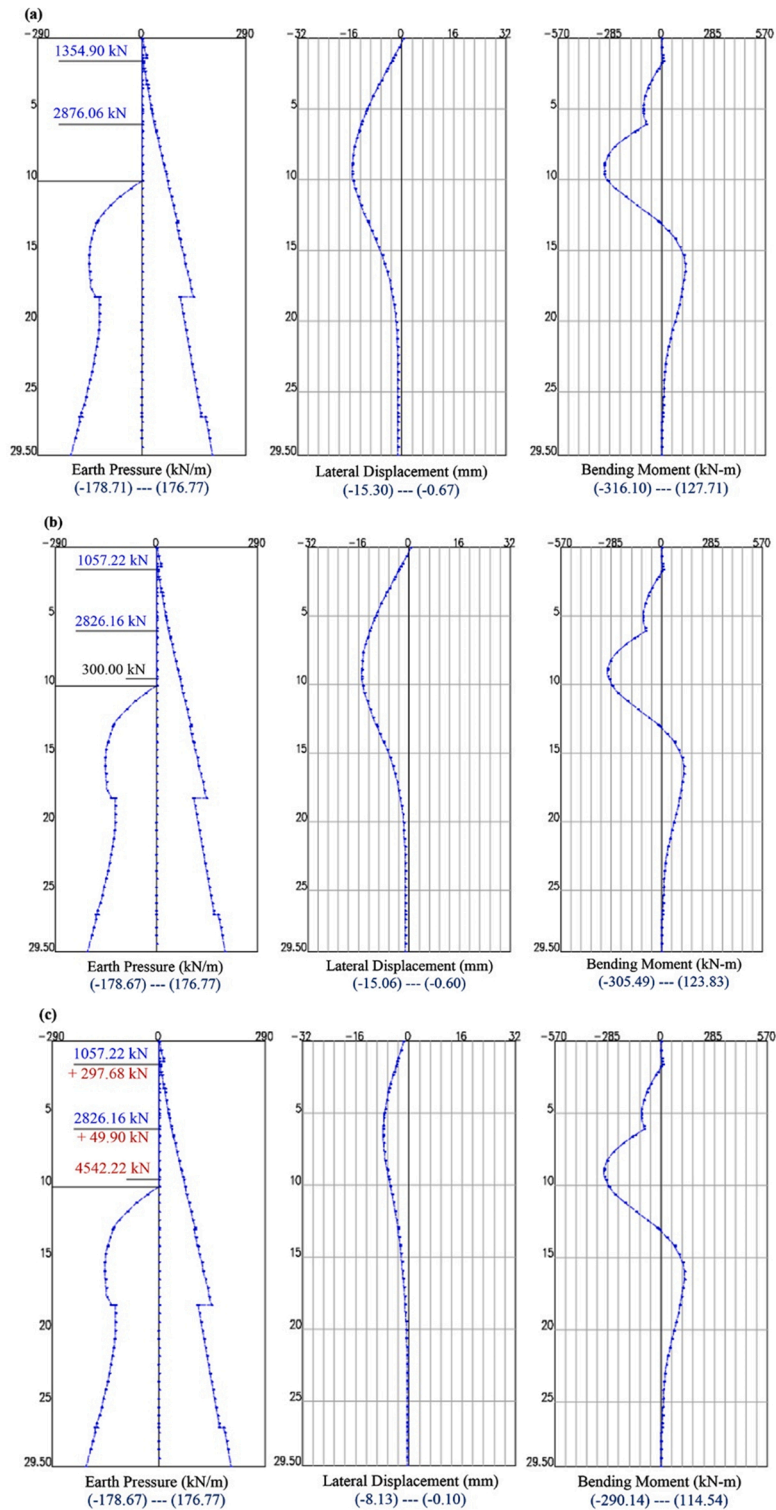 (a)
-290 0 290
-32 -16 0 16 32
-570 -285 0 285 570
1354.90 kN
5 5 5
2876.06 kN
10 10 10
15 15 15
20 20 20
25 25 25
29.50 29.50 29.50
Earth Pressure (kN/m) Lateral Displacement (mm) Bending Moment (kN-m)
(-178.71) --- (176.77) (-15.30) --- (-0.67) (-316.10) --- (127.71)
(b)
-290 0 290
-32 -16 0 16 32
-570 -285 0 285 570
1057.22 kN
5 5 5
2826.16 kN
300.00 kN
10 10 10
15 15 15
20 20 20
25 25 25
29.50 29.50 29.50
Earth Pressure (kN/m) Lateral Displacement (mm) Bending Moment (kN-m)
(-178.67) --- (176.77) (-15.06) --- (-0.60) (-305.49) --- (123.83)
(c)
-290 0 290
-32 -16 0 16 32
-570 -285 0 285 570
1057.22 kN
+ 297.68 kN
5 5 5
2826.16 kN
+ 49.90 kN
4542.22 kN
10 10 10
15 15 15
20 20 20
25 25 25
29.50 29.50 29.50
Earth Pressure (kN/m) Lateral Displacement (mm) Bending Moment (kN-m)
(-178.67) --- (176.77) (-8.13) --- (-0.10) (-290.14) --- (114.54)